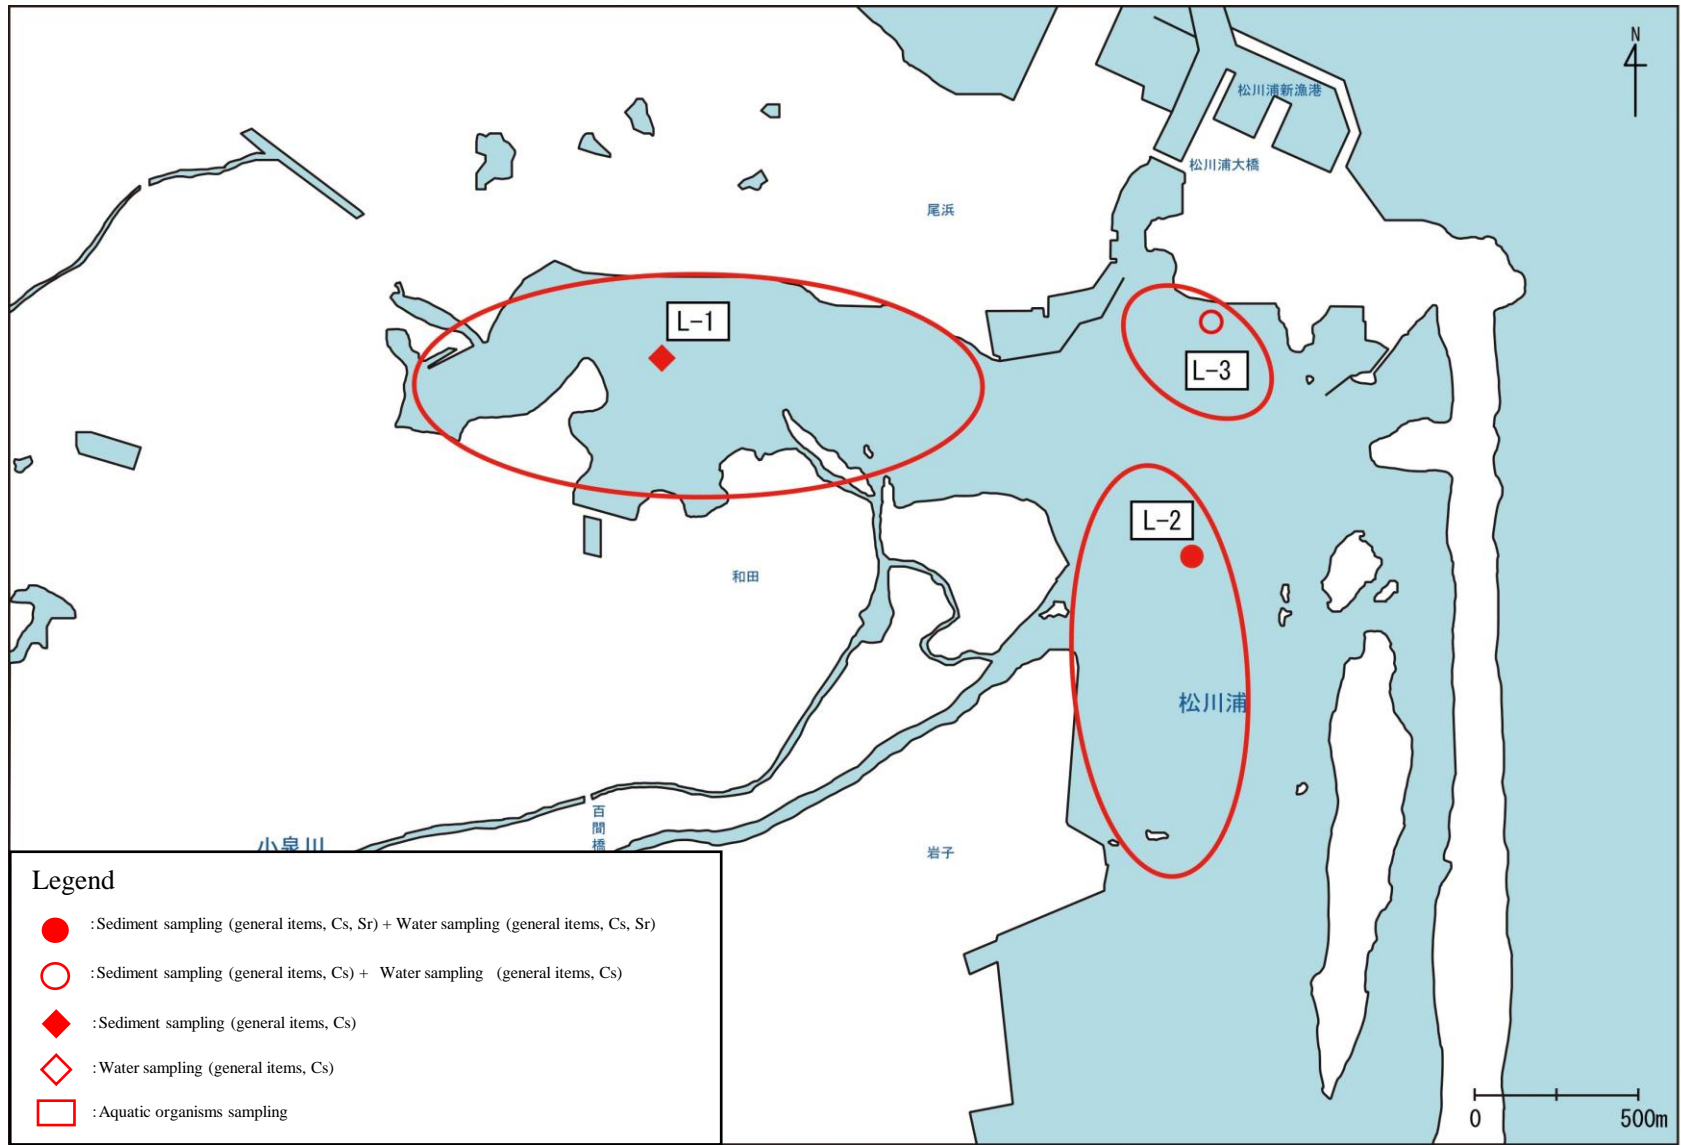 N
松川浦新漁港
松川浦大橋
尾浜
L-1
L-3
L-2
和田
松川浦
百間橋
小泉川
岩子
Legend
:Sediment sampling (general items, Cs, Sr) + Water sampling (general items, Cs, Sr)
:Sediment sampling (general items, Cs) + Water sampling (general items, Cs)
:Sediment sampling (general items, Cs)
:Water sampling (general items, Cs)
:Aquatic organisms sampling
0 500m